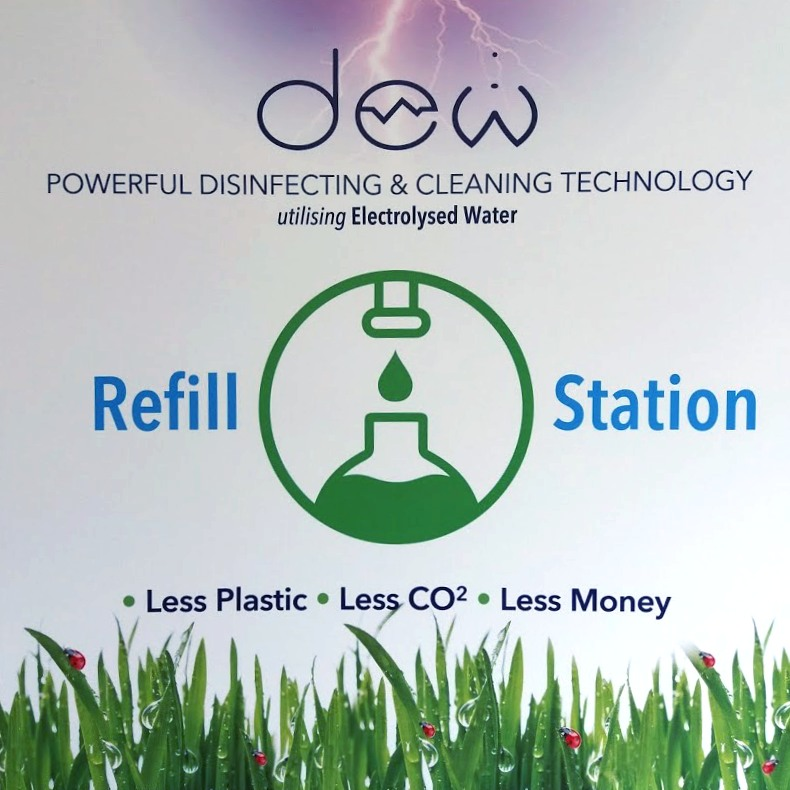 dew
POWERFUL DISINFECTING & CLEANING TECHNOLOGY
utilising Electrolysed Water
Refill Station
• Less Plastic • Less CO² • Less Money